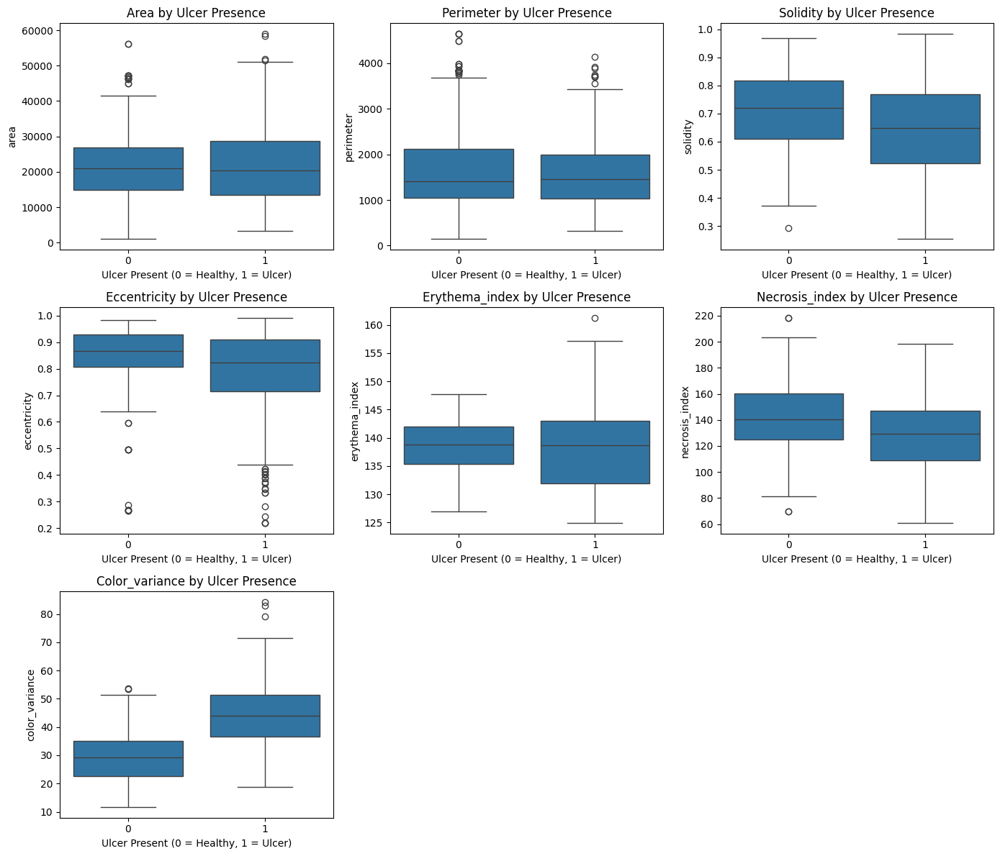 Area by Ulcer Presence
60000
50000
40000
30000
20000
10000
0
area
0 1
Ulcer Present (0 = Healthy, 1 = Ulcer)
Perimeter by Ulcer Presence
4000
3000
2000
1000
0
perimeter
0 1
Ulcer Present (0 = Healthy, 1 = Ulcer)
Solidity by Ulcer Presence
1.0
0.9
0.8
0.7
0.6
0.5
0.4
0.3
solidity
0 1
Ulcer Present (0 = Healthy, 1 = Ulcer)
Eccentricity by Ulcer Presence
1.0
0.9
0.8
0.7
0.6
0.5
0.4
0.3
0.2
eccentricity
0 1
Ulcer Present (0 = Healthy, 1 = Ulcer)
Erythema_index by Ulcer Presence
160
155
150
145
140
135
130
125
erythema_index
0 1
Ulcer Present (0 = Healthy, 1 = Ulcer)
Necrosis_index by Ulcer Presence
220
200
180
160
140
120
100
80
60
necrosis_index
0 1
Ulcer Present (0 = Healthy, 1 = Ulcer)
Color_variance by Ulcer Presence
80
70
60
50
40
30
20
10
color_variance
0 1
Ulcer Present (0 = Healthy, 1 = Ulcer)